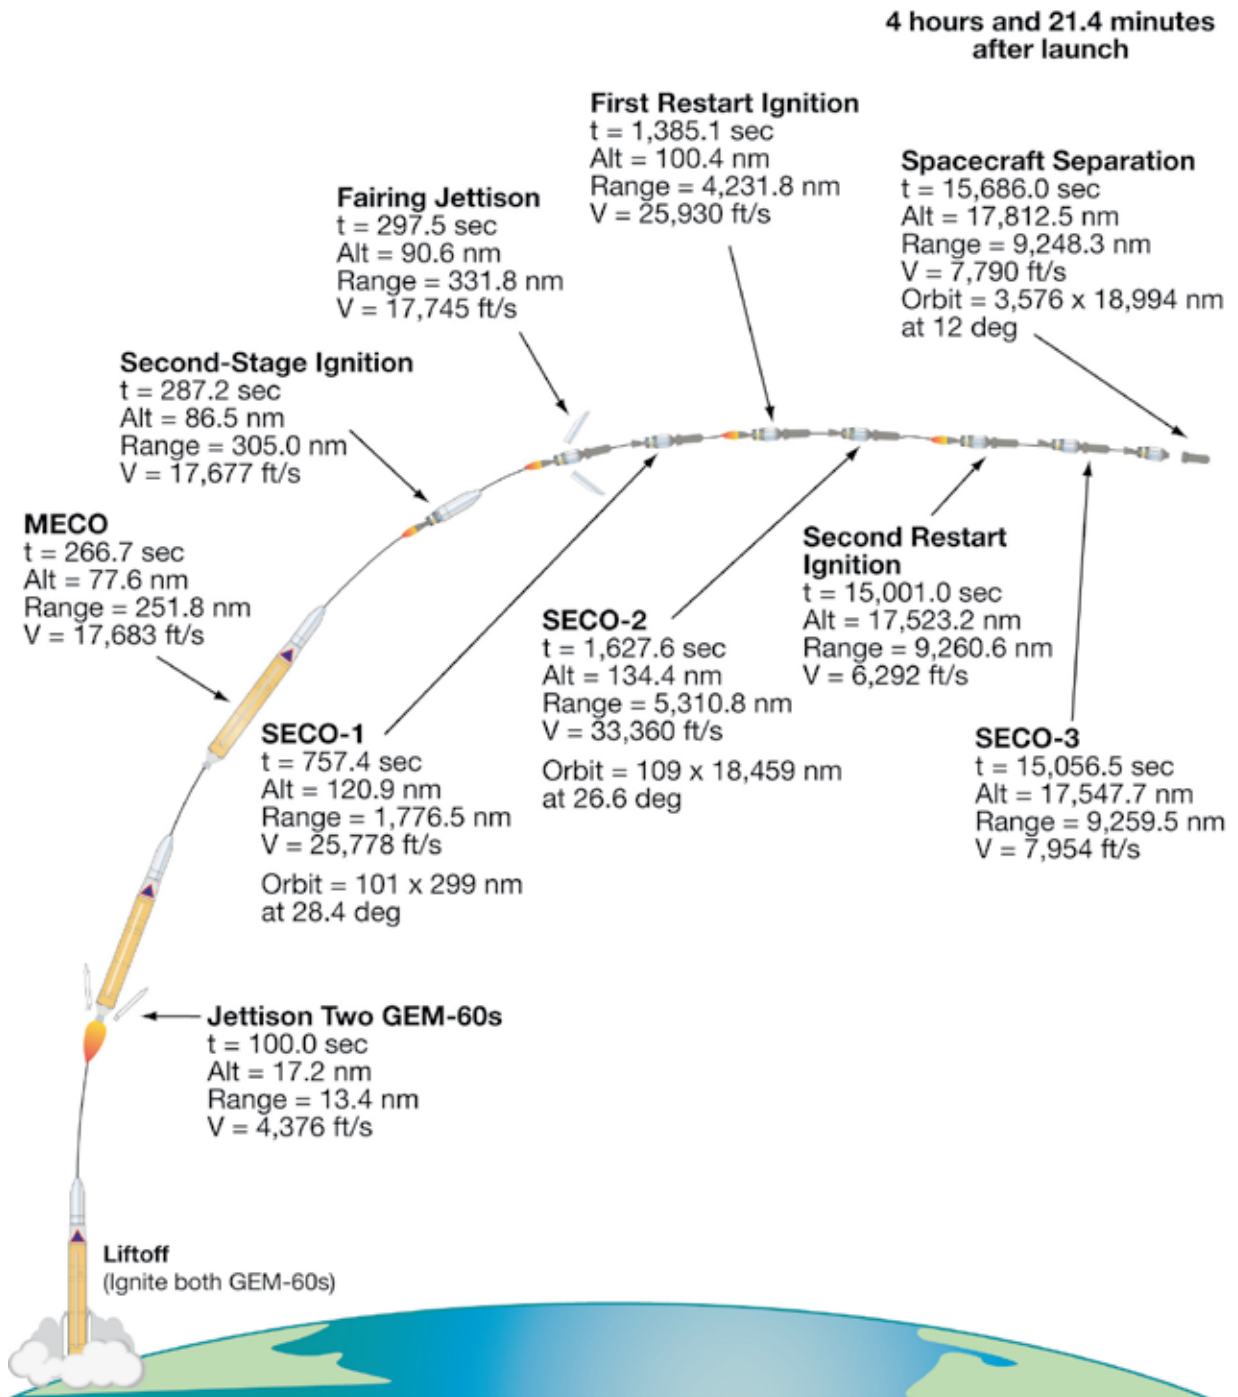 4 hours and 21.4 minutes
after launch
First Restart Ignition
t = 1,385.1 sec
Alt = 100.4 nm
Range = 4,231.8 nm
V = 25,930 ft/s
Spacecraft Separation
t = 15,686.0 sec
Alt = 17,812.5 nm
Range = 9,248.3 nm
V = 7,790 ft/s
Orbit = 3,576 x 18,994 nm
at 12 deg
Fairing Jettison
t = 297.5 sec
Alt = 90.6 nm
Range = 331.8 nm
V = 17,745 ft/s
Second-Stage Ignition
t = 287.2 sec
Alt = 86.5 nm
Range = 305.0 nm
V = 17,677 ft/s
MECO
t = 266.7 sec
Alt = 77.6 nm
Range = 251.8 nm
V = 17,683 ft/s
SECO-1
t = 757.4 sec
Alt = 120.9 nm
Range = 1,776.5 nm
V = 25,778 ft/s
Orbit = 101 x 299 nm
at 28.4 deg
SECO-2
t = 1,627.6 sec
Alt = 134.4 nm
Range = 5,310.8 nm
V = 33,360 ft/s
Orbit = 109 x 18,459 nm
at 26.6 deg
Second Restart
Ignition
t = 15,001.0 sec
Alt = 17,523.2 nm
Range = 9,260.6 nm
V = 6,292 ft/s
SECO-3
t = 15,056.5 sec
Alt = 17,547.7 nm
Range = 9,259.5 nm
V = 7,954 ft/s
Jettison Two GEM-60s
t = 100.0 sec
Alt = 17.2 nm
Range = 13.4 nm
V = 4,376 ft/s
Liftoff
(Ignite both GEM-60s)